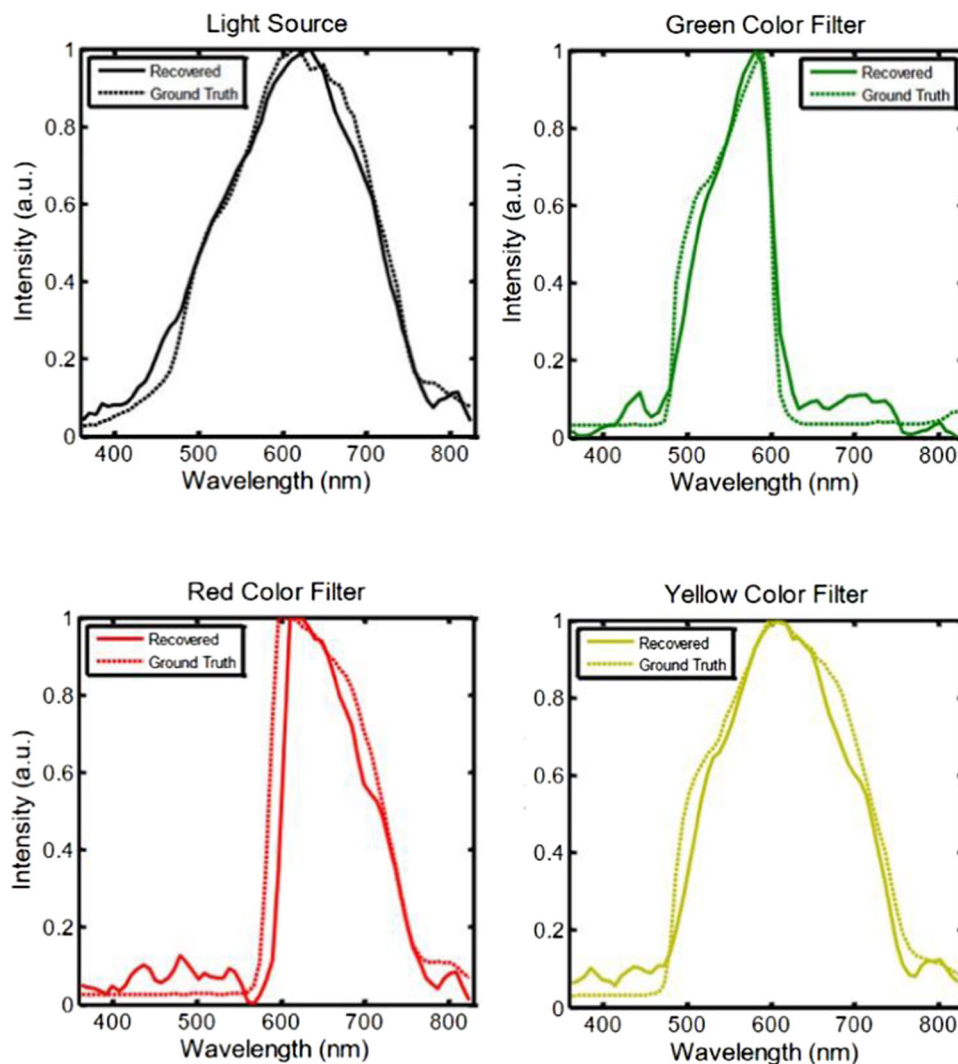 Light Source
Recovered
Ground Truth
Intensity (a.u.)
1
0.8
0.6
0.4
0.2
0
400 500 600 700 800
Wavelength (nm)
Green Color Filter
Recovered
Ground Truth
Intensity (a.u.)
1
0.8
0.6
0.4
0.2
0
400 500 600 700 800
Wavelength (nm)
Red Color Filter
Recovered
Ground Truth
Intensity (a.u.)
1
0.8
0.6
0.4
0.2
0
400 500 600 700 800
Wavelength (nm)
Yellow Color Filter
Recovered
Ground Truth
Intensity (a.u.)
1
0.8
0.6
0.4
0.2
0
400 500 600 700 800
Wavelength (nm)